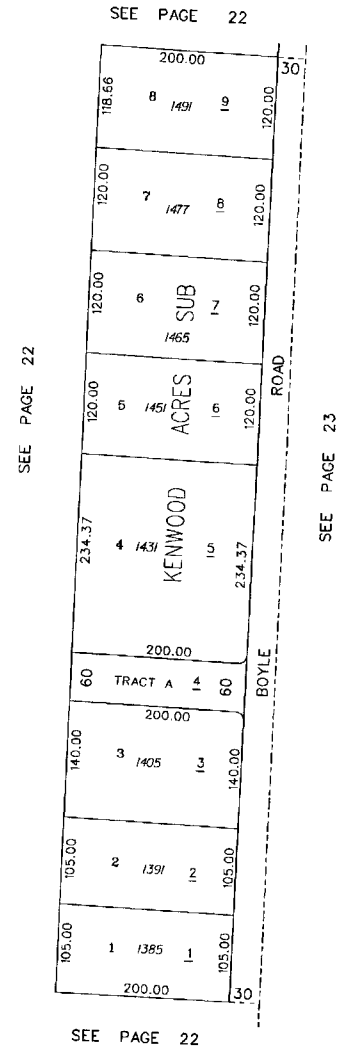 SEE PAGE 22
200.00
30
118.66
8 1491 9
120.00
120.00
7 1477 8
120.00
120.00
6 7
1465
120.00
120.00
5 1451 6
120.00
KENWOOD ACRES SUB
SEE PAGE 22
SEE PAGE 23
BOYLE ROAD
234.37
4 1431 5
234.37
200.00
60 TRACT A 4 60
200.00
140.00
3 1405 3
140.00
105.00
2 1391 2
105.00
105.00
1 1385 1
105.00
200.00
30
SEE PAGE 22